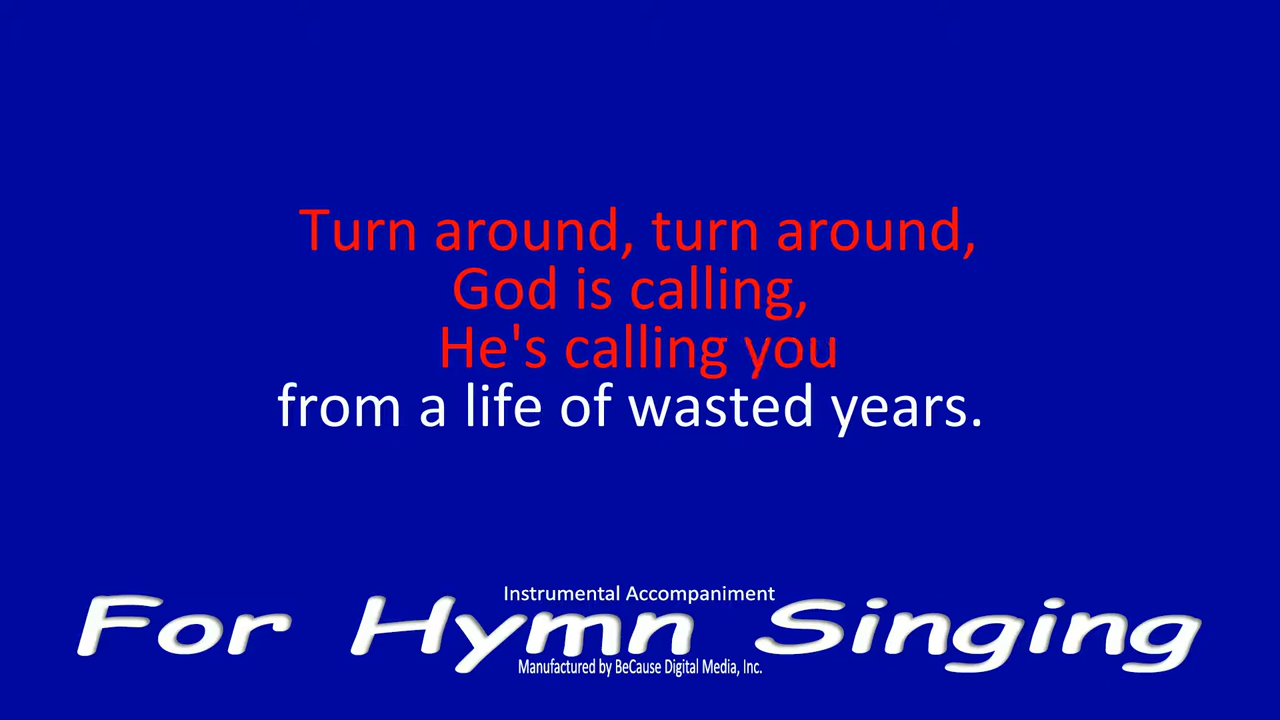 Turn around, turn around,
God is calling,
He's calling you
from a life of wasted years.
Instrumental Accompaniment
For Hymn Singing
Manufactured by BeCause Digital Media, Inc.